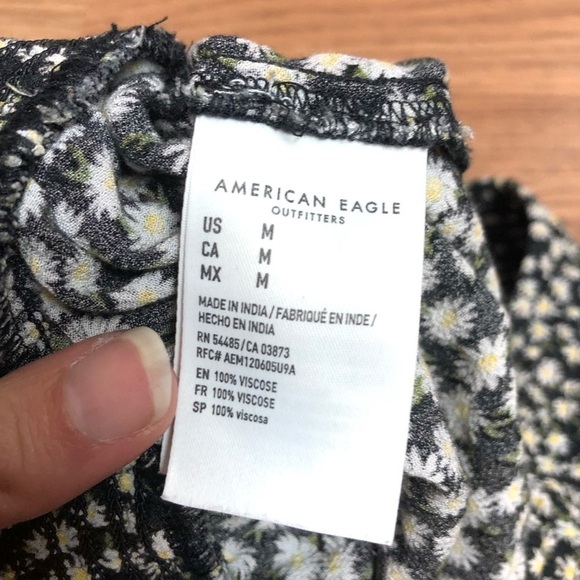 AMERICAN EAGLE
OUTFITTERS
US M
CA M
MX M
MADE IN INDIA / FABRIQUÉ EN INDE /
HECHO EN INDIA
RN 54485 / CA 03873
RFC# AEM120605U9A
EN 100% VISCOSE
FR 100% VISCOSE
SP 100% viscosa